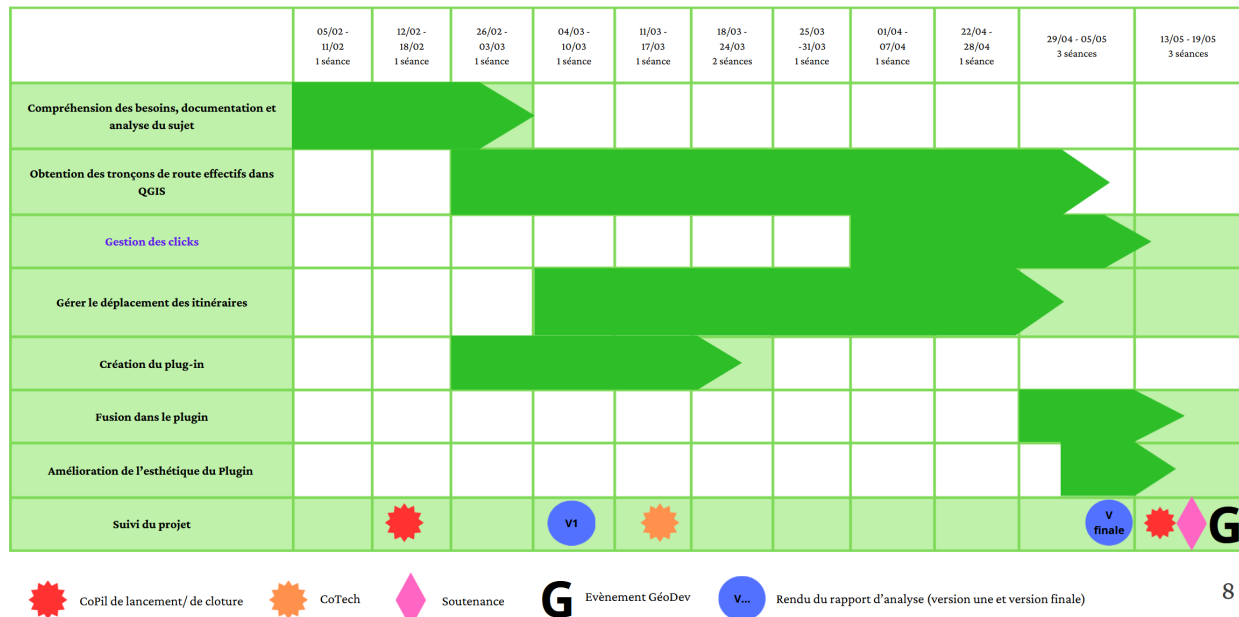 05/02 -
11/02
1 séance
12/02 -
18/02
1 séance
26/02 -
03/03
1 séance
04/03 -
10/03
1 séance
11/03 -
17/03
1 séance
18/03 -
24/03
2 séances
25/03
-31/03
1 séance
01/04 -
07/04
1 séance
22/04 -
28/04
1 séance
29/04 - 05/05
3 séances
13/05 - 19/05
3 séances
Compréhension des besoins, documentation et
analyse du sujet
Obtention des tronçons de route effectifs dans
QGIS
Gestion des clicks
Gérer le déplacement des itinéraires
Création du plug-in
Fusion dans le plugin
Amélioration de l'esthétique du Plugin
Suivi du projet
V1
V
finale
G
CoPil de lancement/ de cloture
CoTech
Soutenance
G
Evènement GéoDev
V...
Rendu du rapport d'analyse (version une et version finale)
8